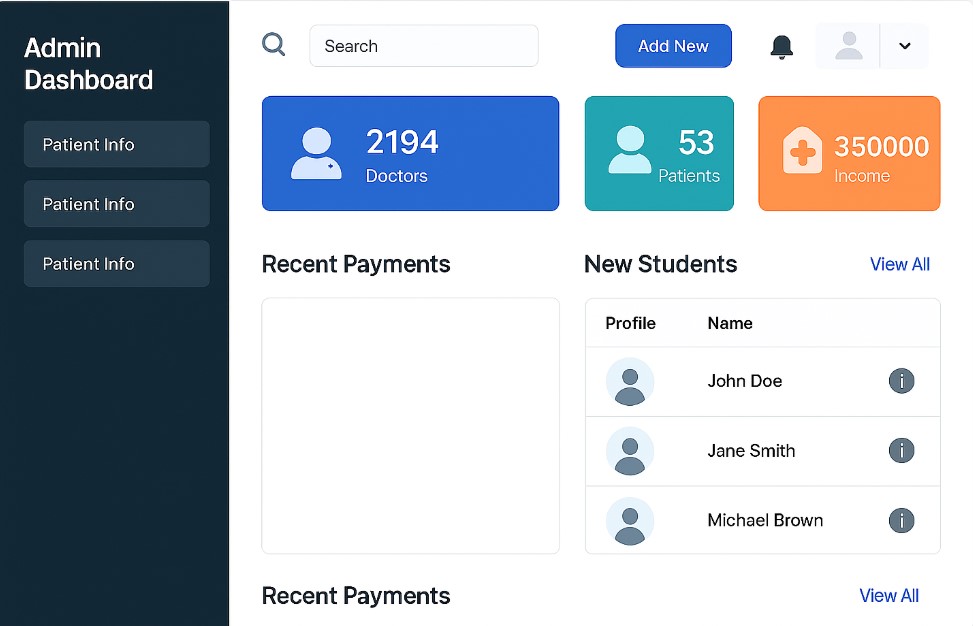 Admin
Dashboard
Patient Info
Patient Info
Patient Info
Search
Add New
2194
Doctors
53
Patients
350000
Income
Recent Payments
New Students
View All
Profile Name
John Doe
Jane Smith
Michael Brown
Recent Payments
View All